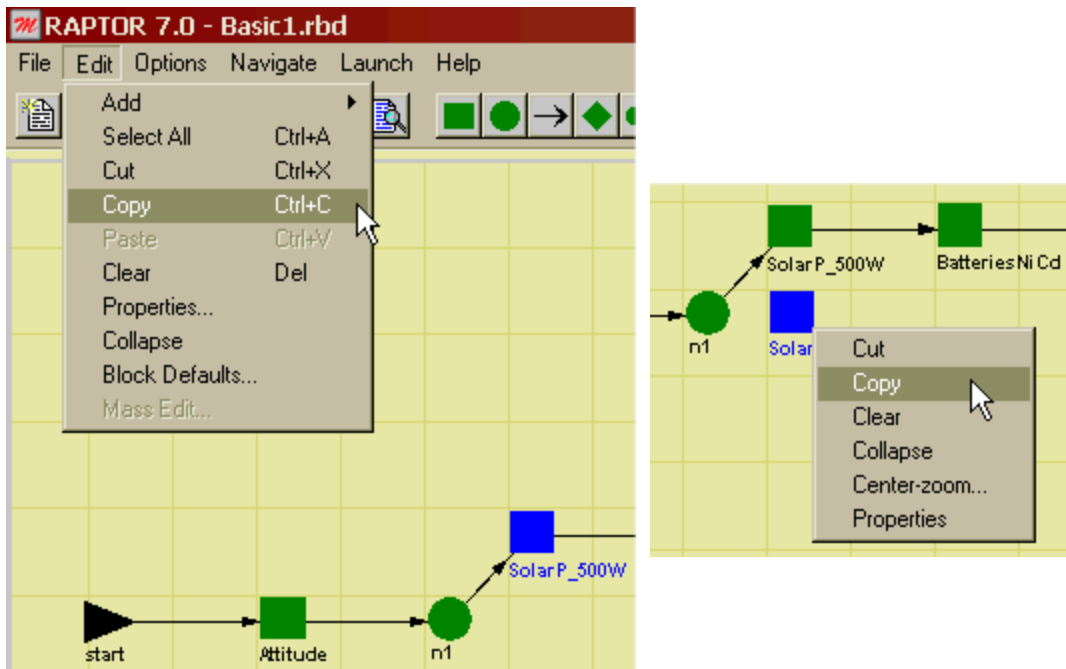 RAPTOR 7.0 - Basic1.rbd
File Edit Options Navigate Launch Help
Add
Select All Ctrl+A
Cut Ctrl+X
Copy Ctrl+C
Paste Ctrl+V
Clear Del
Properties...
Collapse
Block Defaults...
Mass Edit...
SolarP_500W
start
Attitude
n1
SolarP_500W
BatteriesNiCd
n1
Solar
Cut
Copy
Clear
Collapse
Center-zoom...
Properties